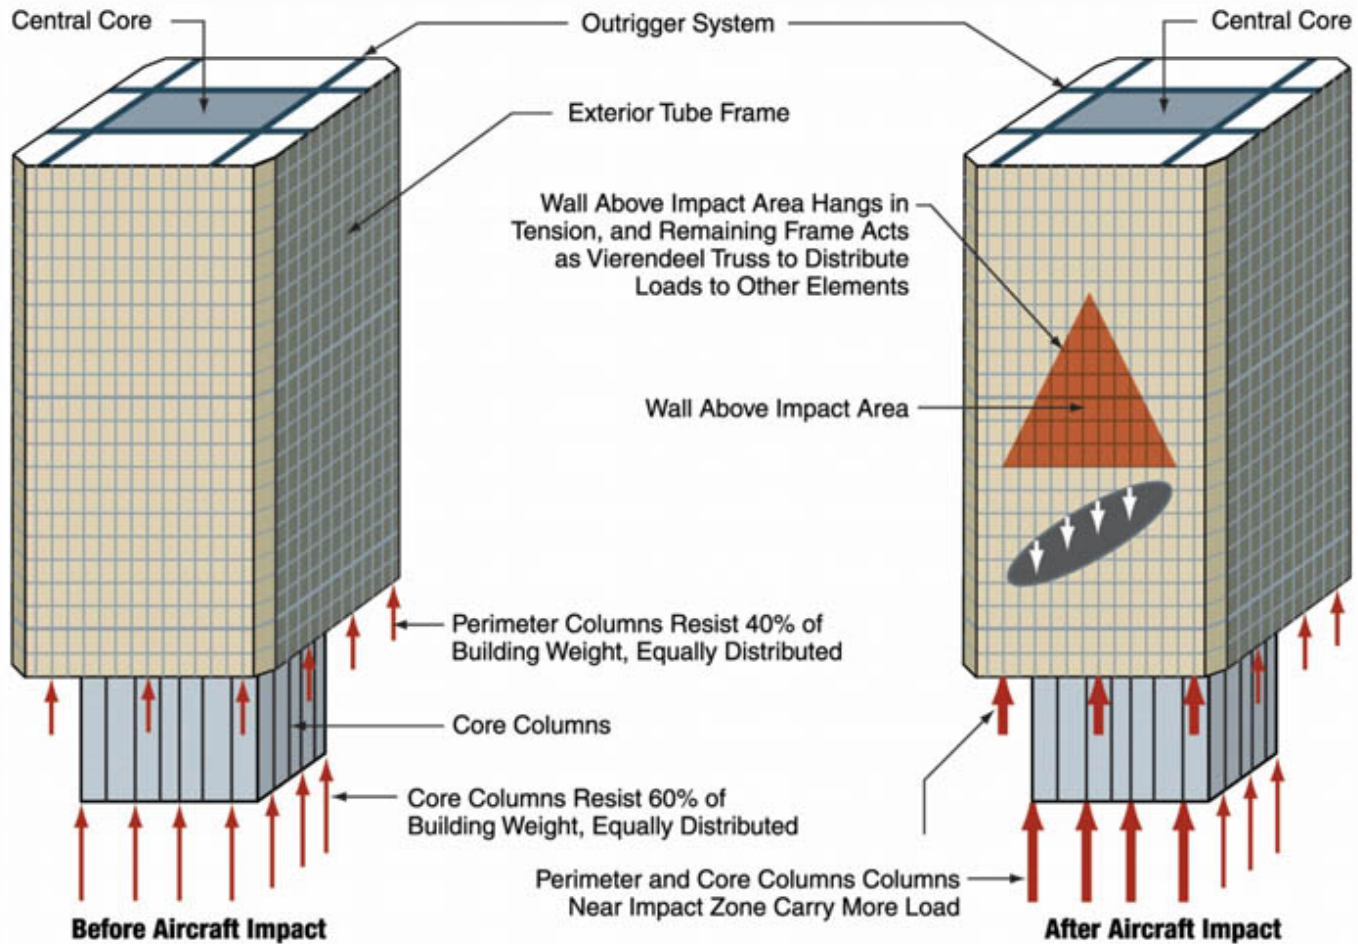 Central Core
Outrigger System
Central Core
Exterior Tube Frame
Wall Above Impact Area Hangs in
Tension, and Remaining Frame Acts
as Vierendeel Truss to Distribute
Loads to Other Elements
Wall Above Impact Area
Perimeter Columns Resist 40% of
Building Weight, Equally Distributed
Core Columns
Core Columns Resist 60% of
Building Weight, Equally Distributed
Perimeter and Core Columns Columns
Near Impact Zone Carry More Load
Before Aircraft Impact
After Aircraft Impact